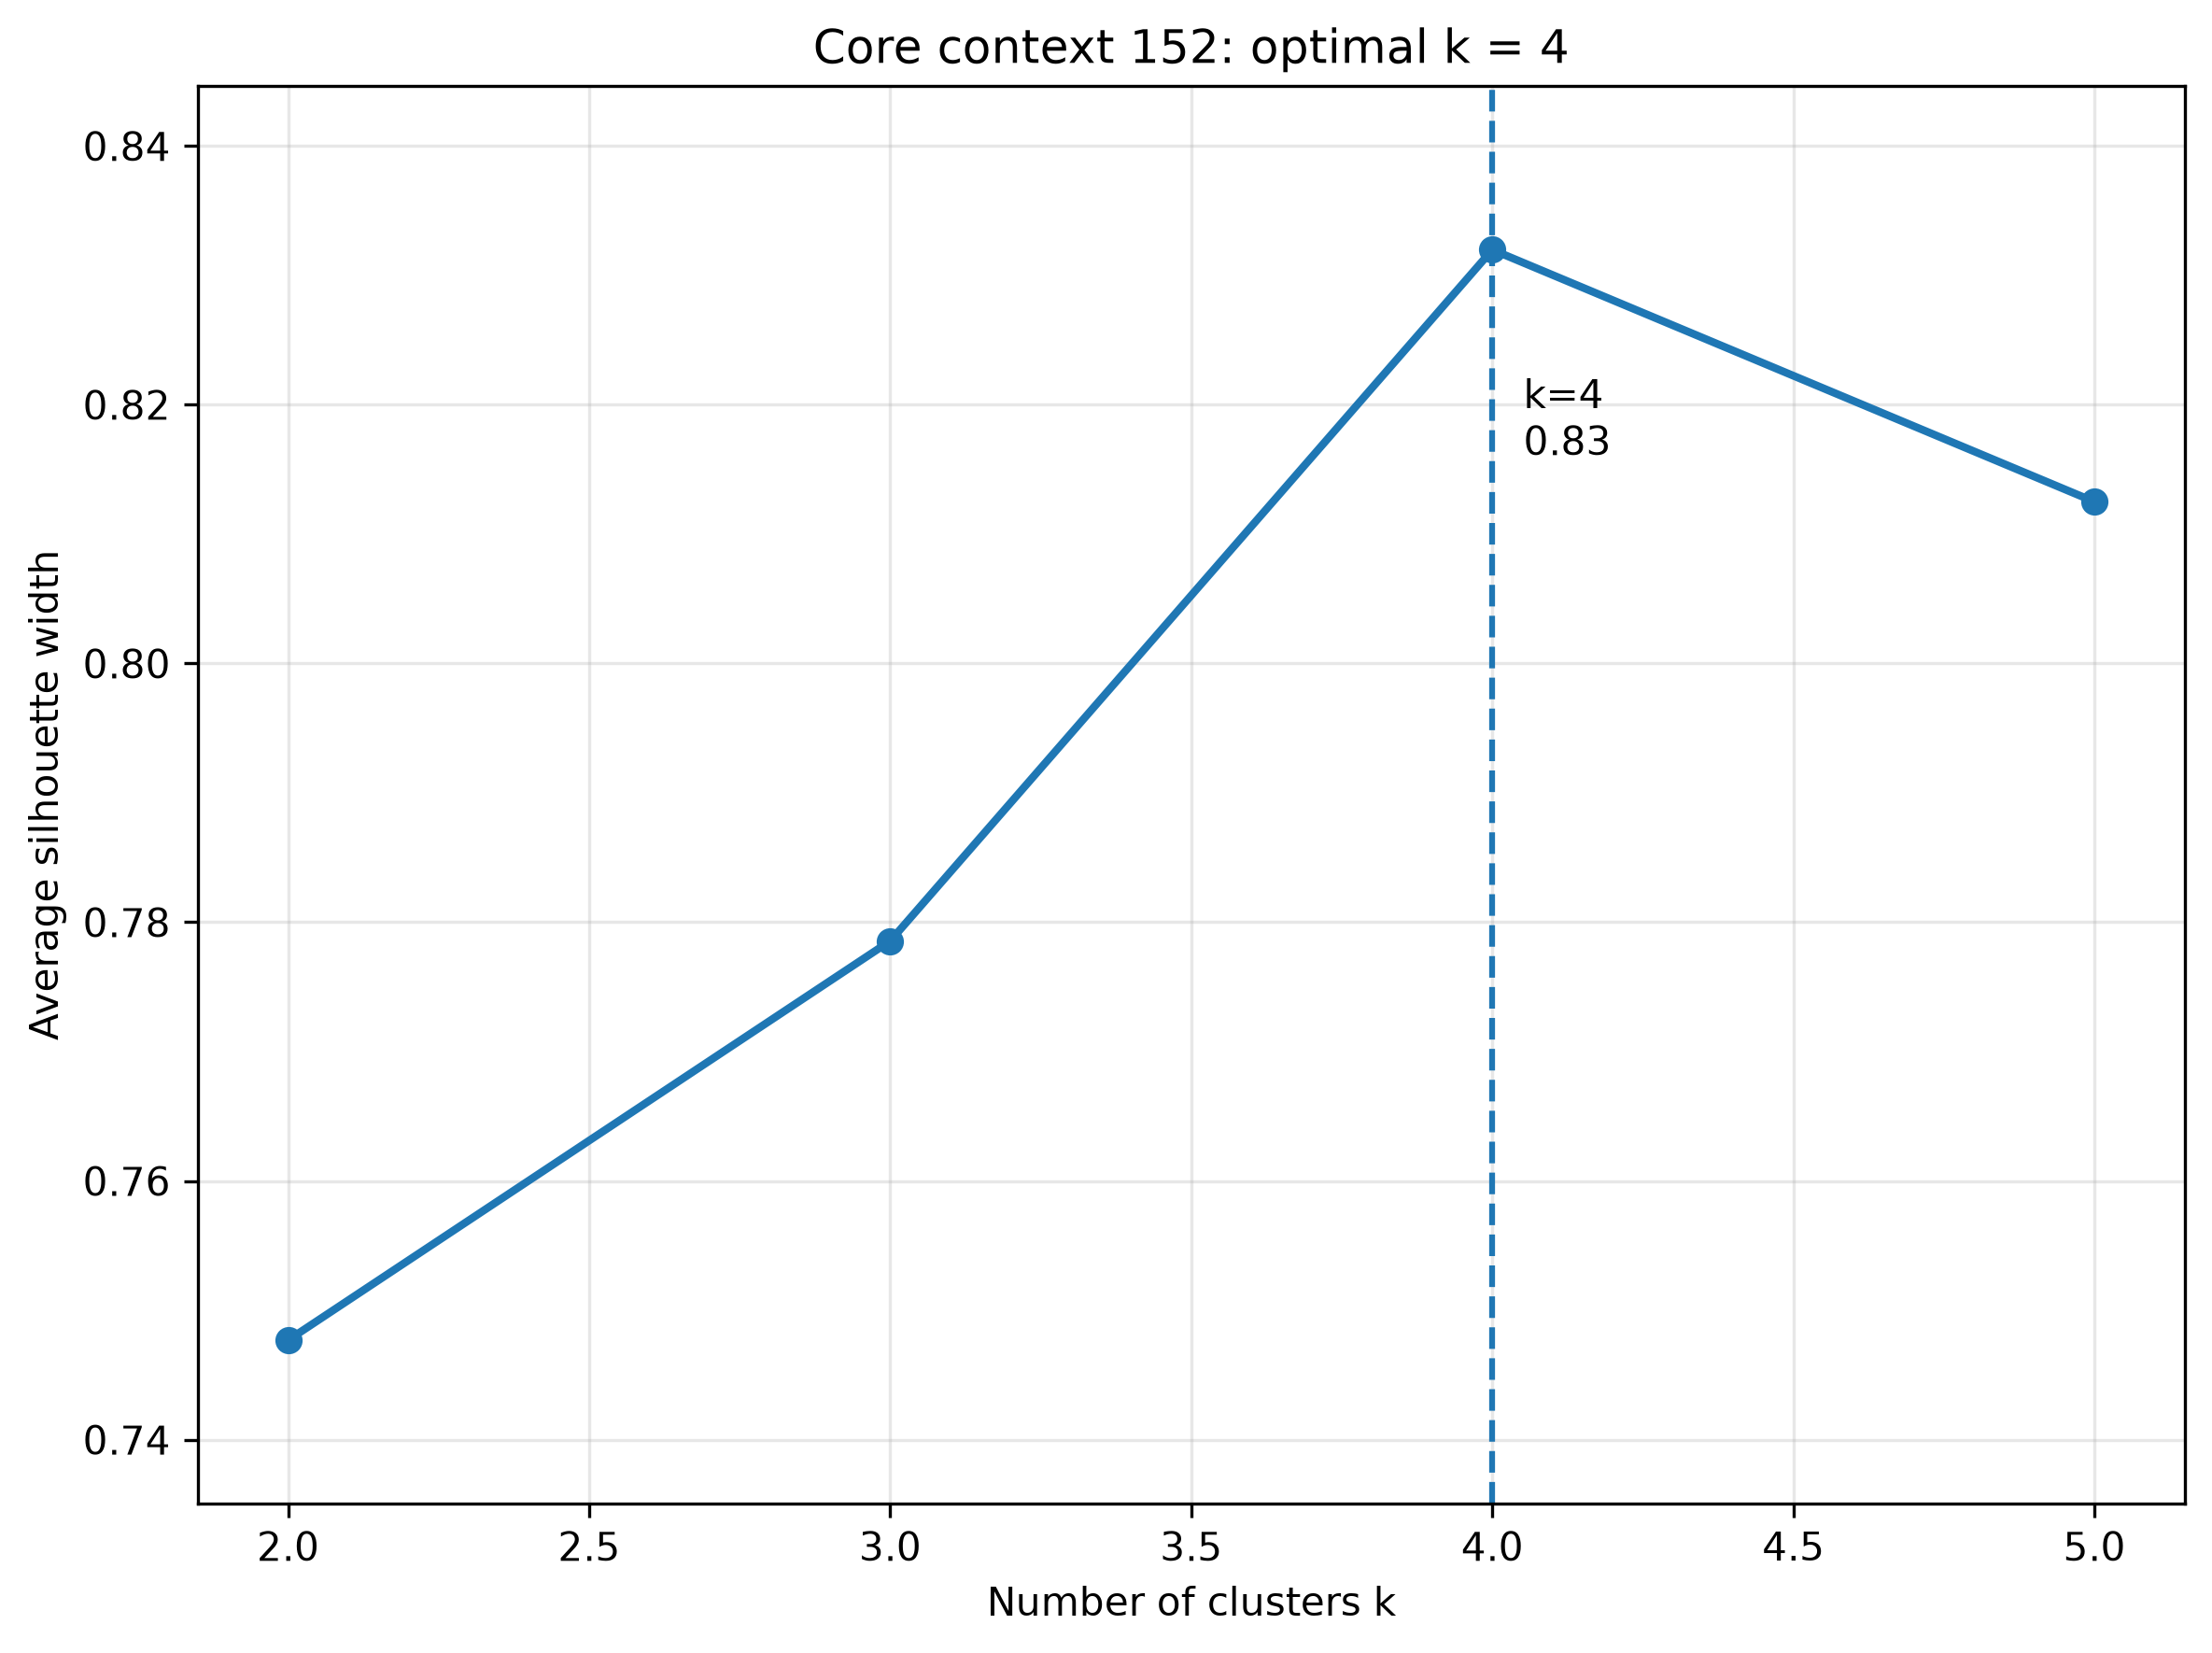 Core context 152: optimal k = 4
0.84
0.82
0.80
0.78
0.76
0.74
Average silhouette width
k=4
0.83
2.0 2.5 3.0 3.5 4.0 4.5 5.0
Number of clusters k